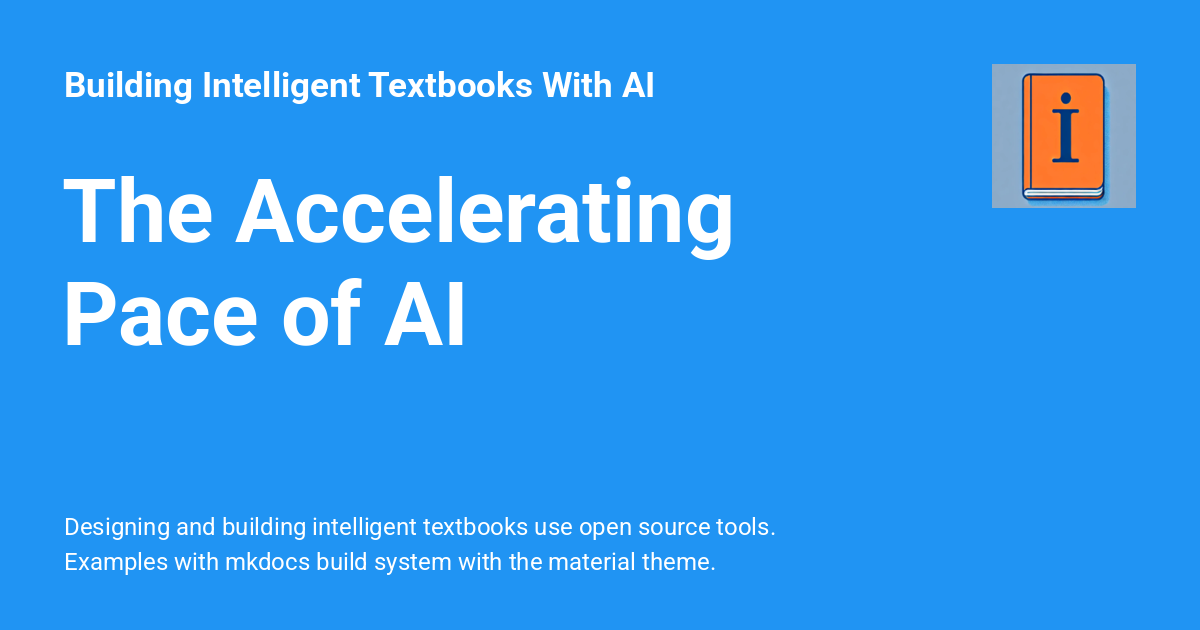 Building Intelligent Textbooks With AI
i
The Accelerating
Pace of AI
Designing and building intelligent textbooks use open source tools.
Examples with mkdocs build system with the material theme.